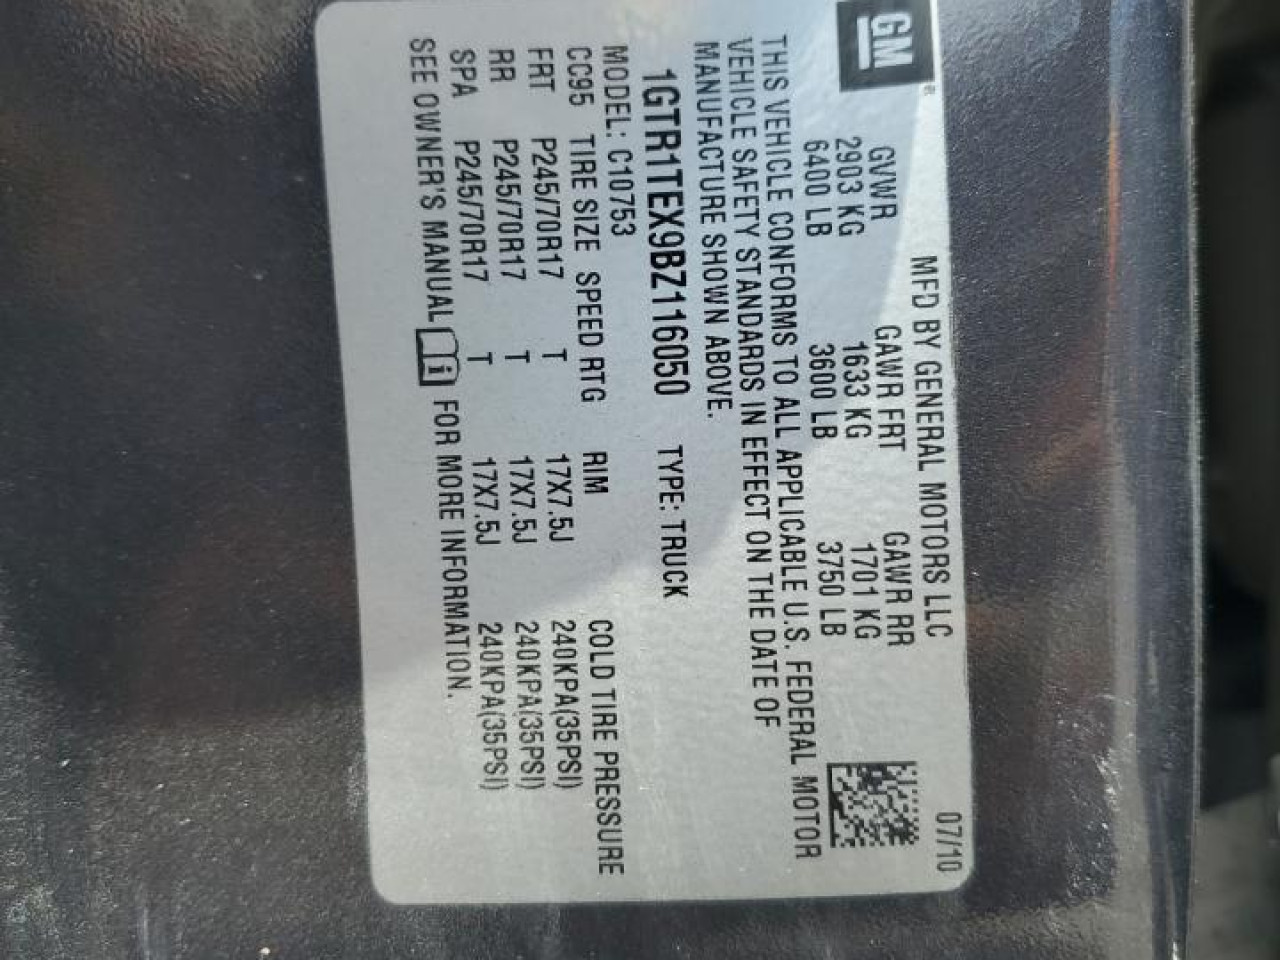 GM®
MFD BY GENERAL MOTORS LLC 07/10
GVWR GAWR FRT GAWR RR
2903 KG 1633 KG 1701 KG
6400 LB 3600 LB 3750 LB
THIS VEHICLE CONFORMS TO ALL APPLICABLE U.S. FEDERAL MOTOR
VEHICLE SAFETY STANDARDS IN EFFECT ON THE DATE OF
MANUFACTURE SHOWN ABOVE.
1GTR1TEX9BZ116050 TYPE: TRUCK
MODEL: C10753
CC95 TIRE SIZE SPEED RTG RIM COLD TIRE PRESSURE
FRT P245/70R17 T 17X7.5J 240KPA(35PSI)
RR P245/70R17 T 17X7.5J 240KPA(35PSI)
SPA P245/70R17 T 17X7.5J 240KPA(35PSI)
SEE OWNER'S MANUAL i FOR MORE INFORMATION.